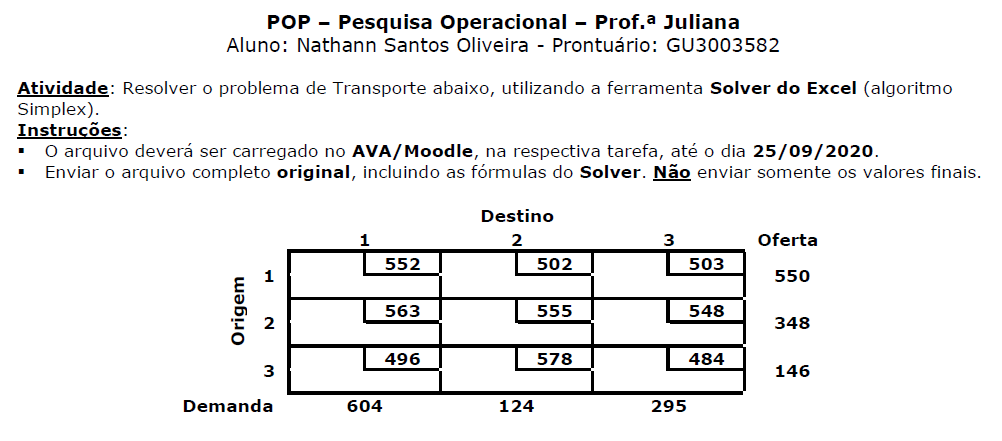 POP – Pesquisa Operacional – Prof.ª Juliana
Aluno: Nathann Santos Oliveira - Prontuário: GU3003582
Atividade: Resolver o problema de Transporte abaixo, utilizando a ferramenta Solver do Excel (algoritmo
Simplex).
Instruções:
▪ O arquivo deverá ser carregado no AVA/Moodle, na respectiva tarefa, até o dia 25/09/2020.
▪ Enviar o arquivo completo original, incluindo as fórmulas do Solver. Não enviar somente os valores finais.
Destino
1 2 3 Oferta
Origem
1 552 502 503 550
2 563 555 548 348
3 496 578 484 146
Demanda 604 124 295